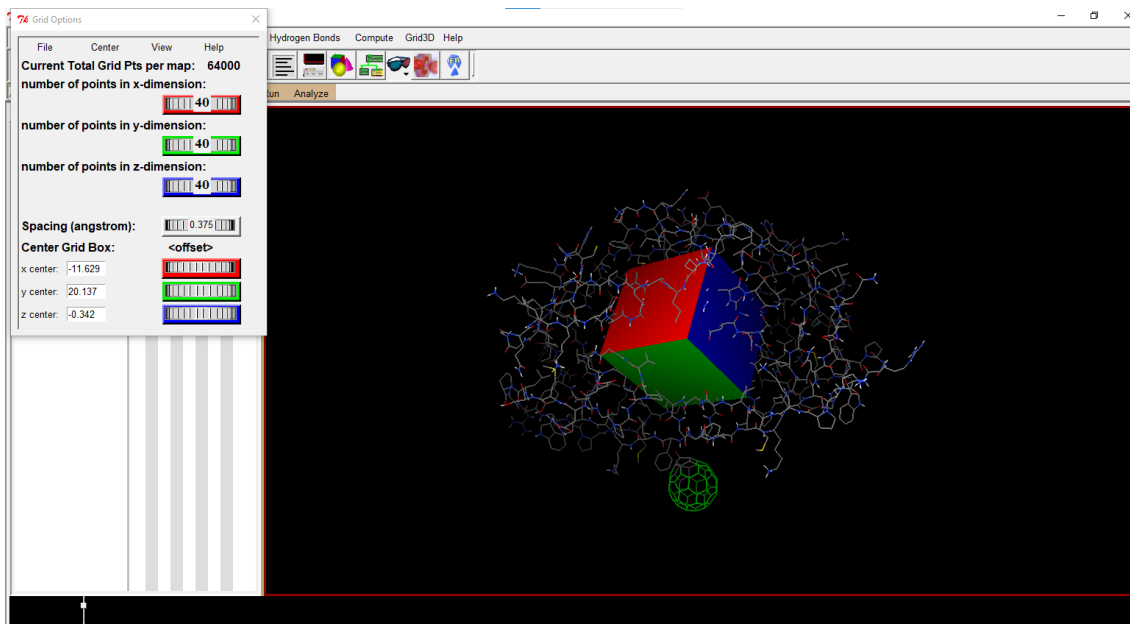 Grid Options
File Center View Help
Hydrogen Bonds Compute Grid3D Help
Current Total Grid Pts per map: 64000
number of points in x-dimension:
40
number of points in y-dimension:
40
number of points in z-dimension:
40
Spacing (angstrom): 0.375
Center Grid Box: <offset>
x center: -11.629
y center: 20.137
z center: -0.342
Analyze